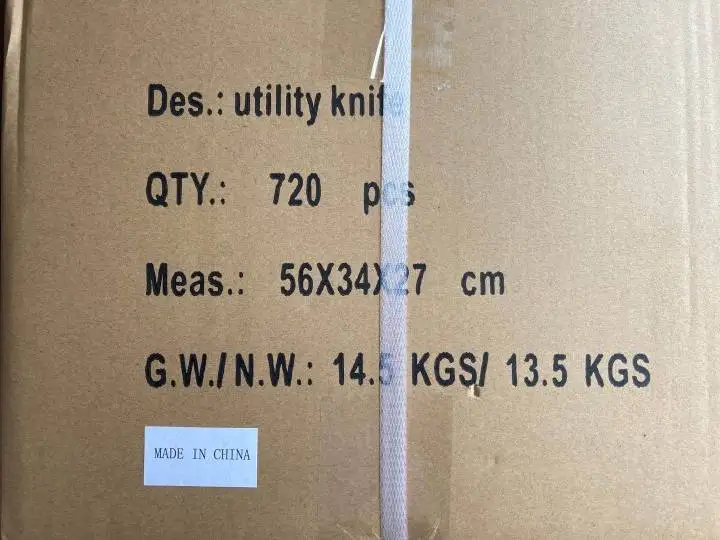 Des.: utility knife
QTY.: 720 pcs
Meas.: 56X34X27 cm
G.W./N.W.: 14.5 KGS/ 13.5 KGS
MADE IN CHINA